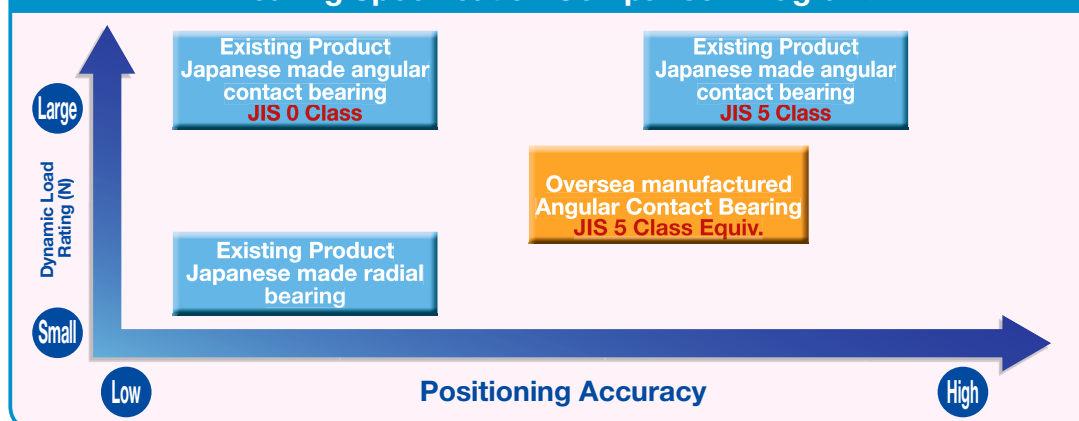 Existing Product
Japanese made angular
contact bearing
JIS 0 Class
Existing Product
Japanese made angular
contact bearing
JIS 5 Class
Large
Oversea manufactured
Angular Contact Bearing
JIS 5 Class Equiv.
Dynamic Load
Rating (N)
Existing Product
Japanese made radial
bearing
Small
Low
Positioning Accuracy
High